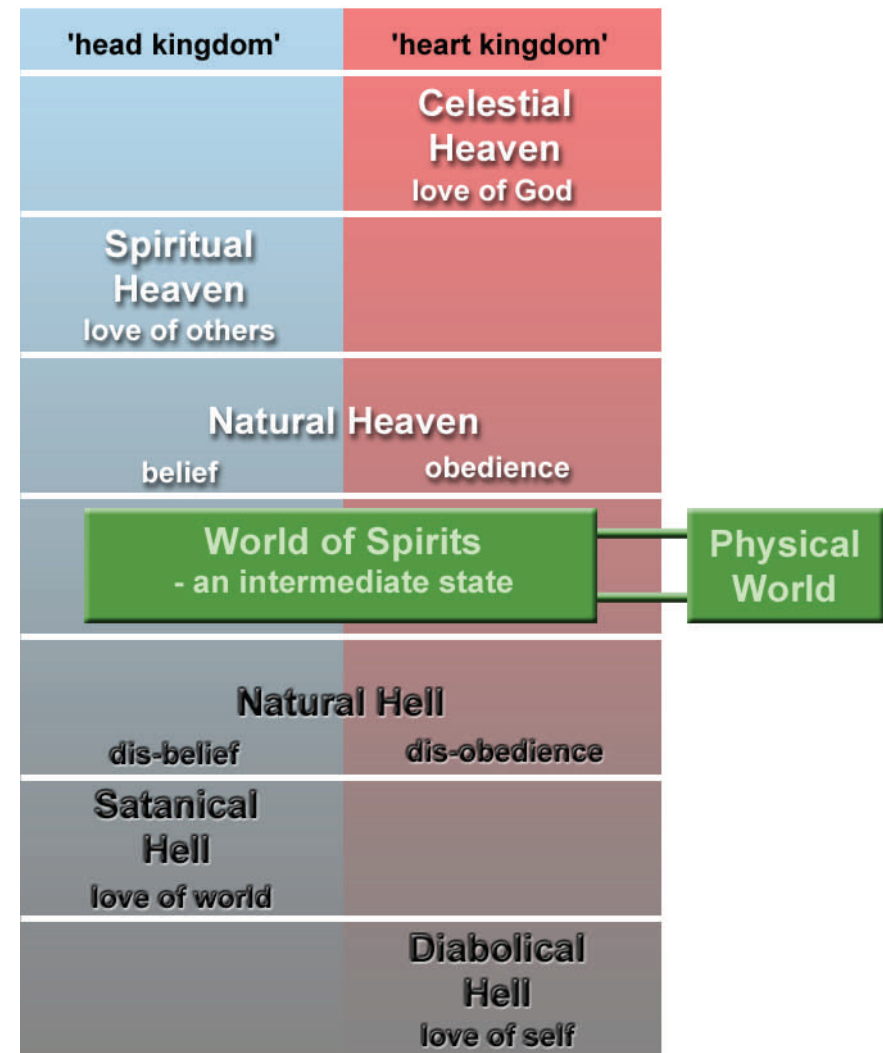 'head kingdom' 'heart kingdom'
Celestial
Heaven
love of God
Spiritual
Heaven
love of others
Natural Heaven
belief obedience
World of Spirits
- an intermediate state
Physical
World
Natural Hell
dis-belief dis-obedience
Satanical
Hell
love of world
Diabolical
Hell
love of self